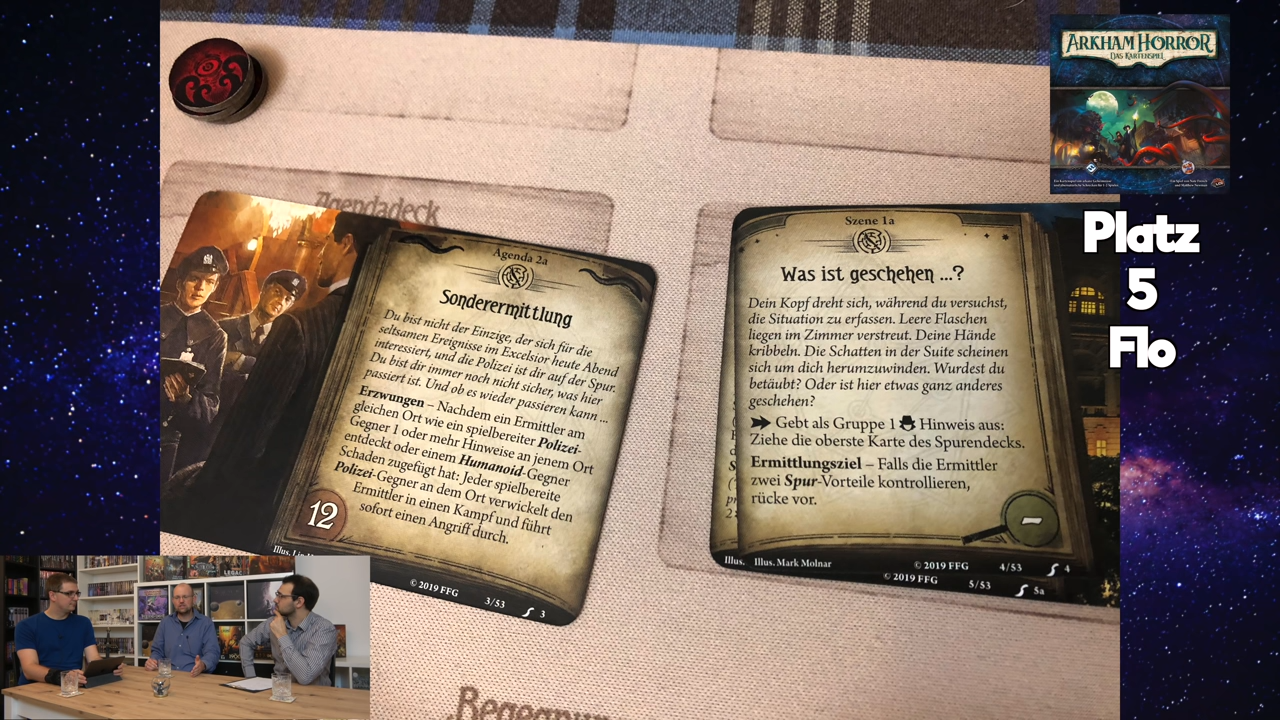 Agendadeck
Agenda 2a
Sonderermittlung
Du bist nicht der Einzige, der sich für die
seltsamen Ereignisse im Excelsior heute Abend
interessiert, und die Polizei ist dir auf der Spur.
Du bist dir immer noch nicht sicher, was hier
passiert ist. Und ob es wieder passieren kann ...
Erzwungen – Nachdem ein Ermittler am
gleichen Ort wie ein spielbereiter Polizei-
Gegner 1 oder mehr Hinweise an jenem Ort
entdeckt oder einem Humanoid-Gegner
Schaden zugefügt hat: Jeder spielbereite
Polizei-Gegner an dem Ort verwickelt den
Ermittler in einen Kampf und führt
sofort einen Angriff durch.
12
Illus.
© 2019 FFG
3/53
3
Szene 1a
Was ist geschehen ...?
Dein Kopf dreht sich, während du versuchst,
die Situation zu erfassen. Leere Flaschen
liegen im Zimmer verstreut. Deine Hände
kribbeln. Die Schatten in der Suite scheinen
sich um dich herumzuwinden. Wurdest du
betäubt? Oder ist hier etwas ganz anderes
geschehen?
Gebt als Gruppe 1 Hinweis aus:
Ziehe die oberste Karte des Spurendecks.
Ermittlungsziel – Falls die Ermittler
zwei Spur-Vorteile kontrollieren,
rücke vor.
–
Illus. Illus. Mark Molnar
© 2019 FFG
4/53
4
© 2019 FFG
5/53
5a
ARKHAM HORROR
DAS KARTENSPIEL
Platz
5
Flo